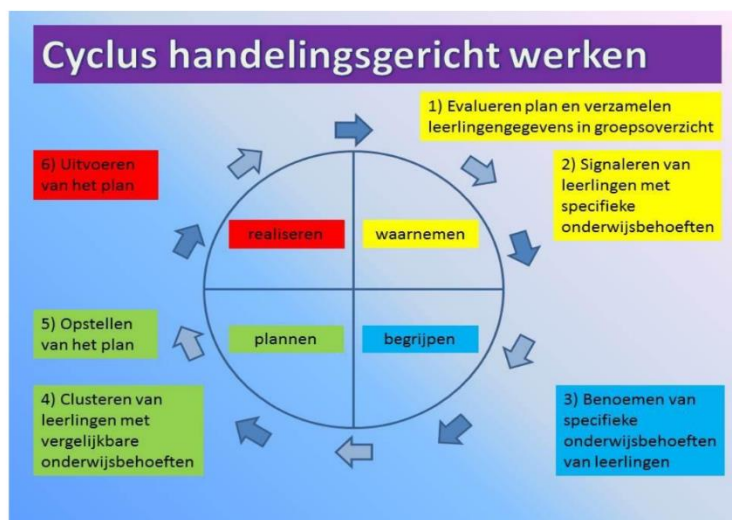 Cyclus handelingsgericht werken
1) Evalueren plan en verzamelen
leerlingengegevens in groepsoverzicht
2) Signaleren van
leerlingen met
specifieke
onderwijsbehoeften
3) Benoemen van
specifieke
onderwijsbehoeften
van leerlingen
4) Clusteren van
leerlingen met
vergelijkbare
onderwijsbehoeften
5) Opstellen
van het plan
6) Uitvoeren
van het plan
realiseren
waarnemen
plannen
begrijpen